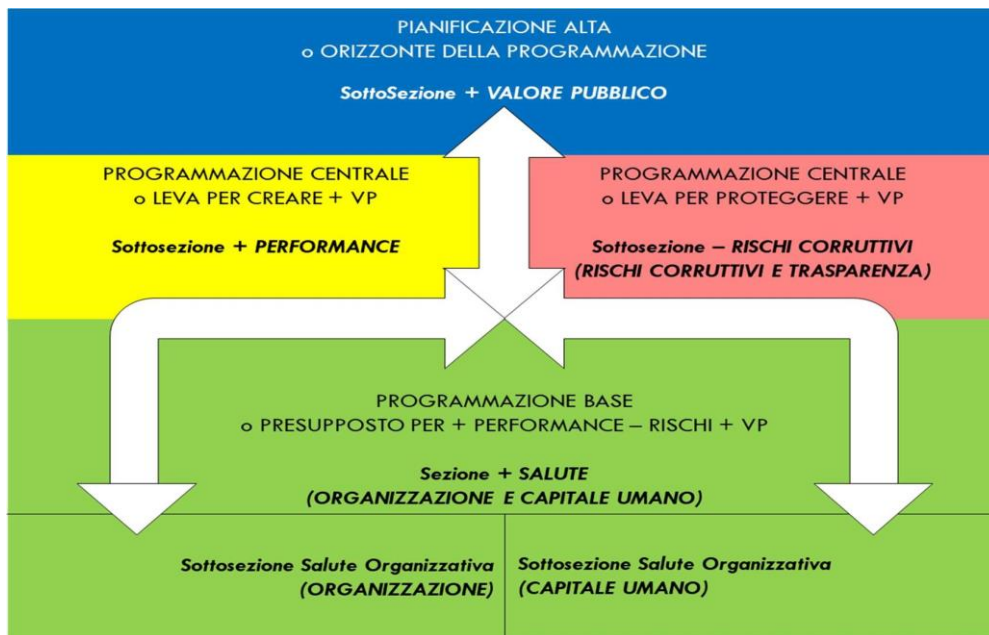 PIANIFICAZIONE ALTA
o ORIZZONTE DELLA PROGRAMMAZIONE
SottoSezione + VALORE PUBBLICO
PROGRAMMAZIONE CENTRALE
o LEVA PER CREARE + VP
Sottosezione + PERFORMANCE
PROGRAMMAZIONE CENTRALE
o LEVA PER PROTEGGERE + VP
Sottosezione – RISCHI CORRUTTIVI
(RISCHI CORRUTTIVI E TRASPARENZA)
PROGRAMMAZIONE BASE
o PRESUPPOSTO PER + PERFORMANCE – RISCHI + VP
Sezione + SALUTE
(ORGANIZZAZIONE E CAPITALE UMANO)
Sottosezione Salute Organizzativa
(ORGANIZZAZIONE)
Sottosezione Salute Organizzativa
(CAPITALE UMANO)